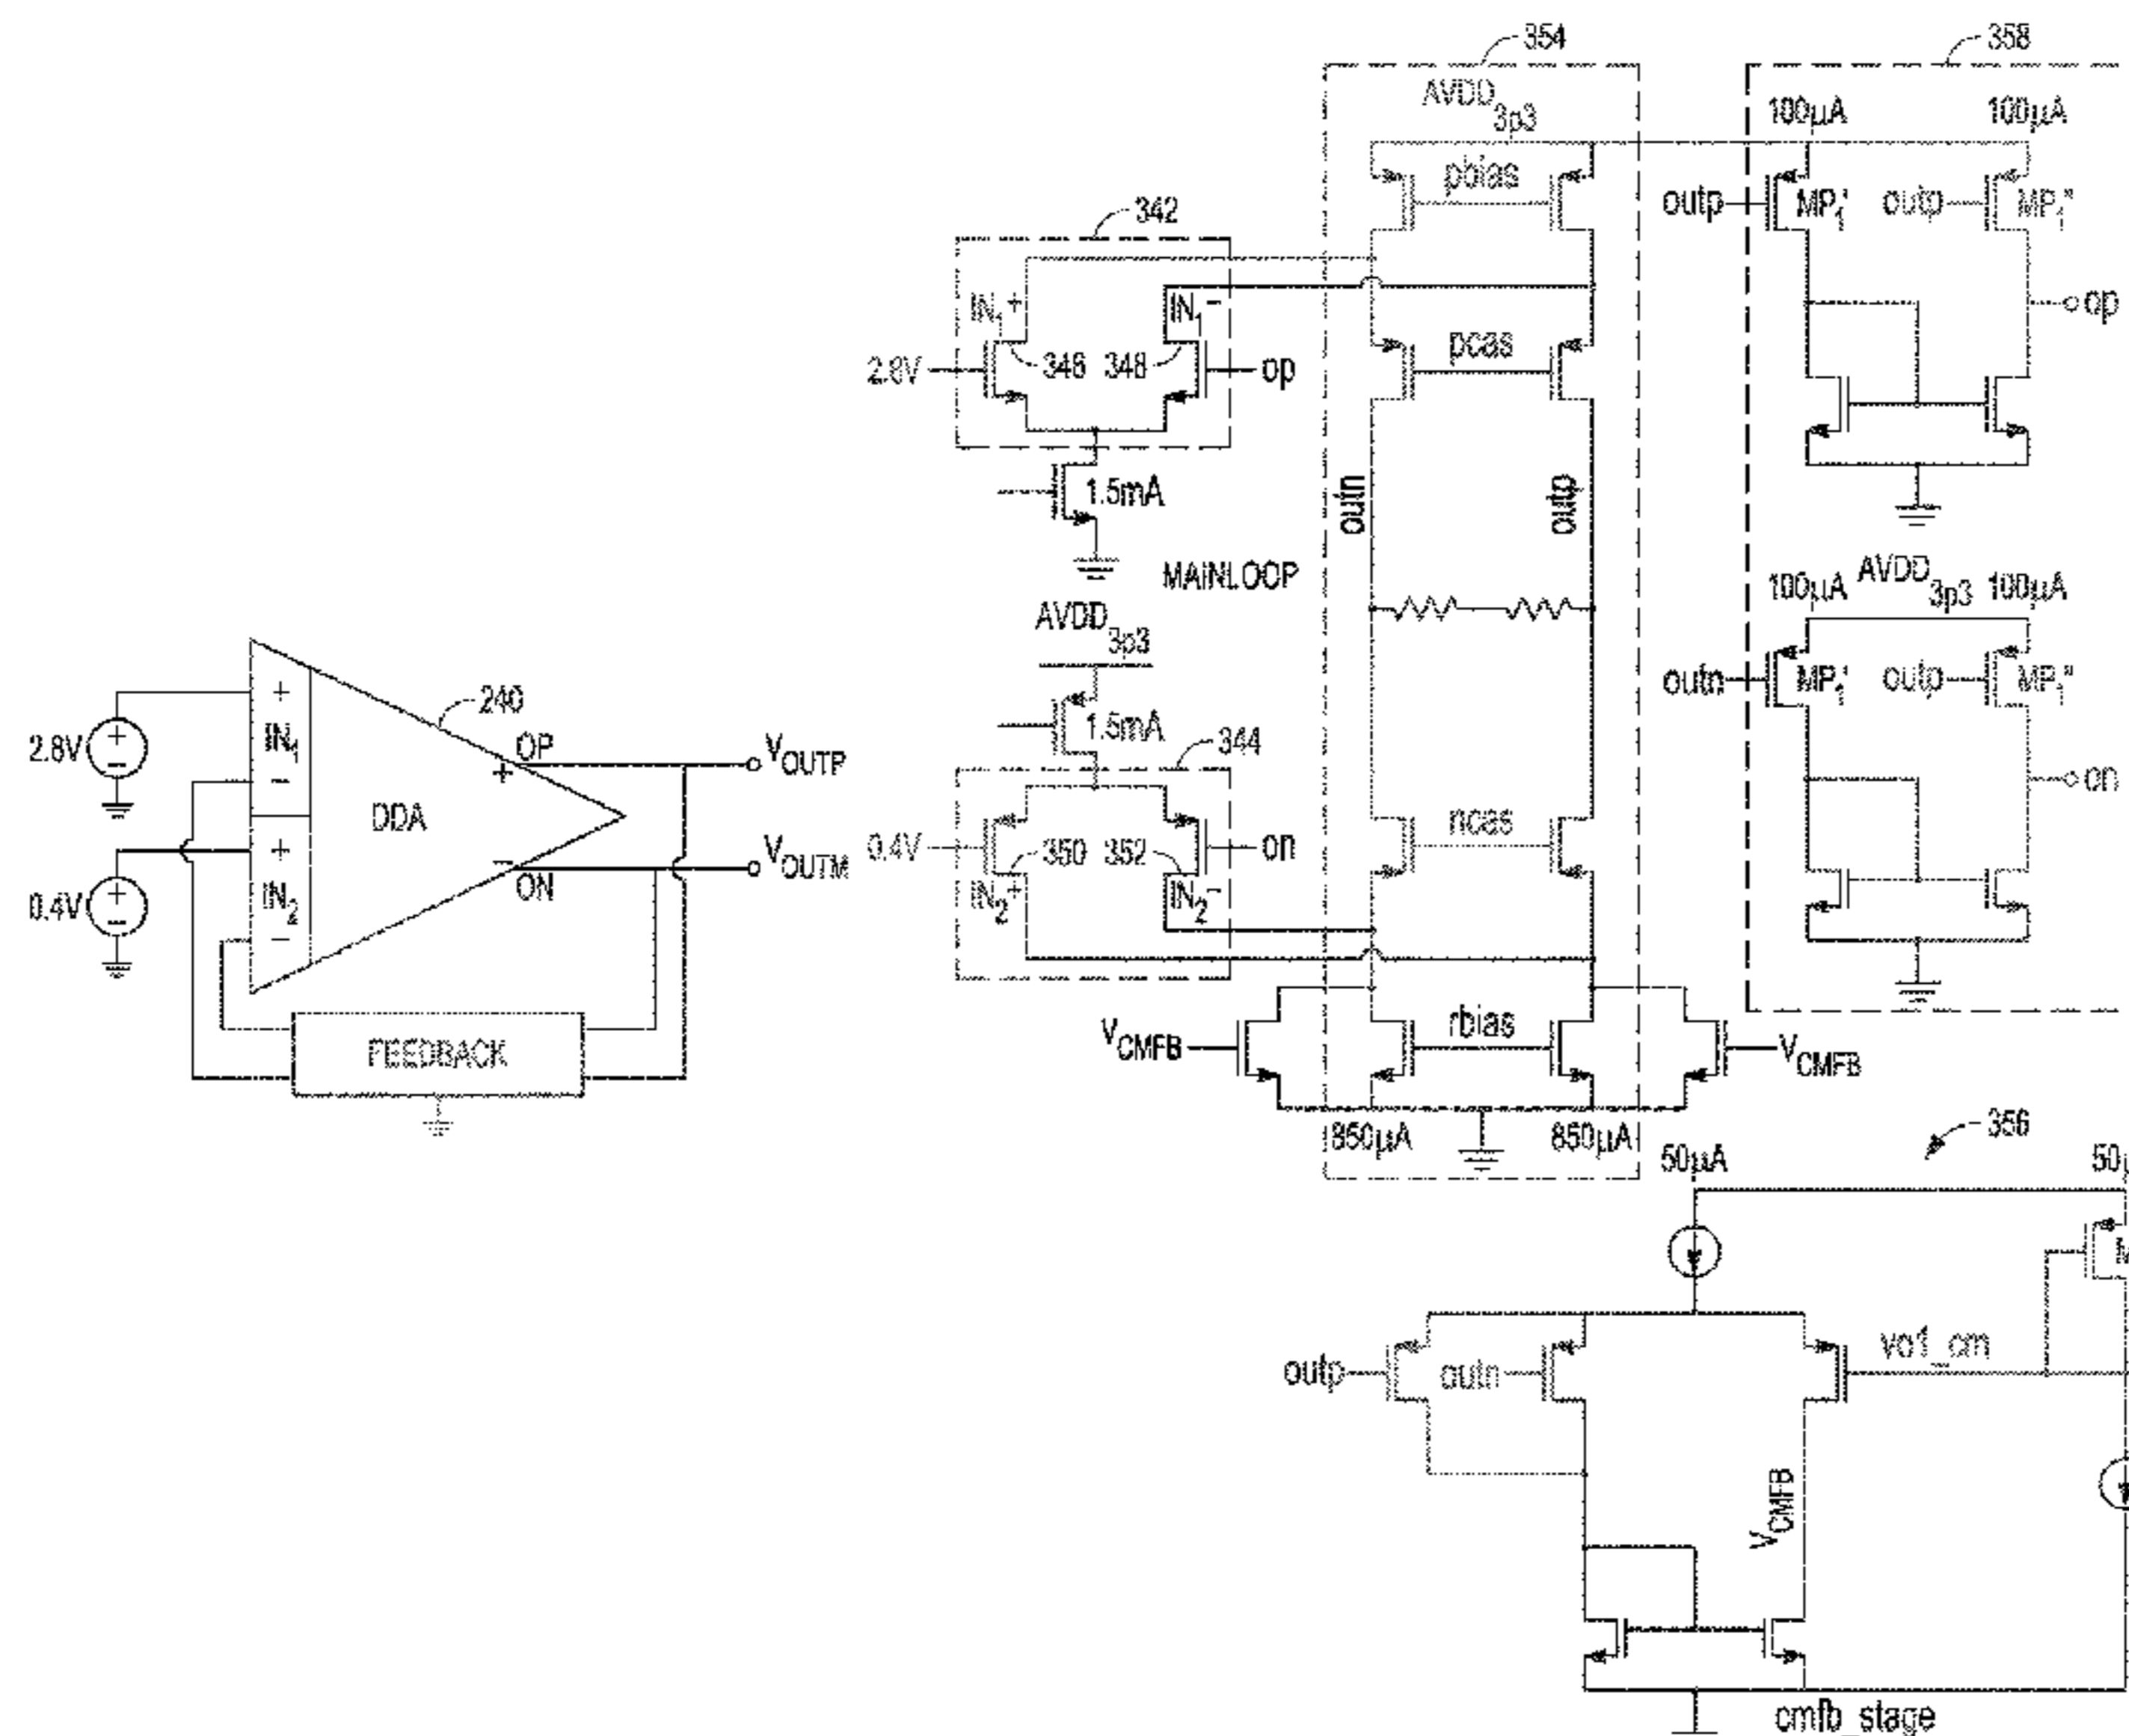 354
358
AVDD3p3
100µA
100µA
pbias
outp
MP1'
outp
MP1"
342
IN1+
IN1-
op
2.8V
346
348
op
pcas
1.5mA
outn
outp
MAINLOOP
AVDD3p3
100µA
AVDD3p3
100µA
outn
MP1'
outp
MP1"
1.5mA
344
on
0.4V
350
352
on
IN2+
IN2-
ncas
240
2.8V
+
-
+
IN1
-
OP
+
VOUTP
DDA
0.4V
+
-
+
IN2
-
-
ON
VOUTM
FEEDBACK
VCMFB
rbias
VCMFB
850µA
850µA
356
50µA
outp
outn
vo1_cm
VCMFB
cmfb_stage